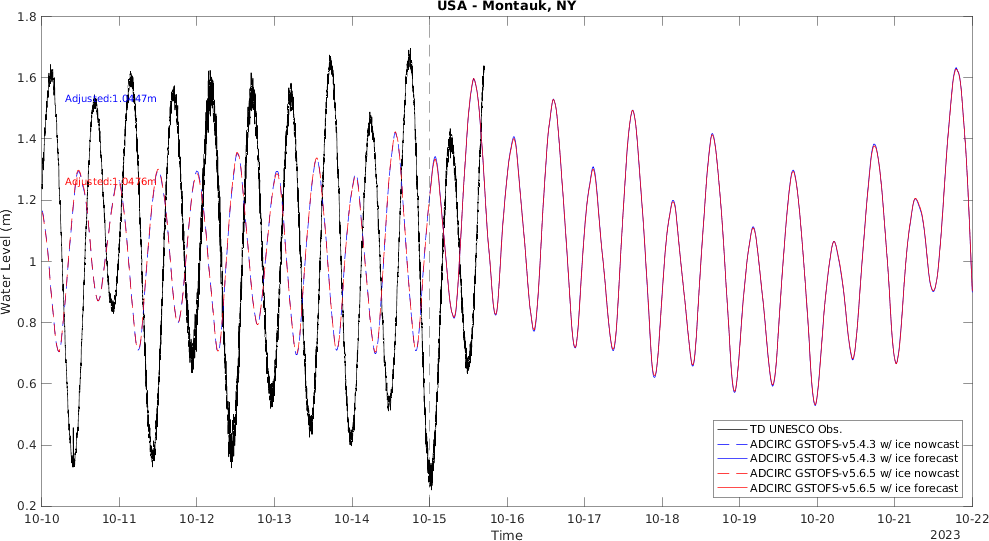 USA - Montauk, NY
1.8
1.6
1.4
1.2
1
0.8
0.6
0.4
0.2
Water Level (m)
Adjusted:1.0447m
Adjusted:1.0476m
TD UNESCO Obs.
ADCIRC GSTOFS-v5.4.3 w/ ice nowcast
ADCIRC GSTOFS-v5.4.3 w/ ice forecast
ADCIRC GSTOFS-v5.6.5 w/ ice nowcast
ADCIRC GSTOFS-v5.6.5 w/ ice forecast
10-10 10-11 10-12 10-13 10-14 10-15 10-16 10-17 10-18 10-19 10-20 10-21 10-22
Time
2023